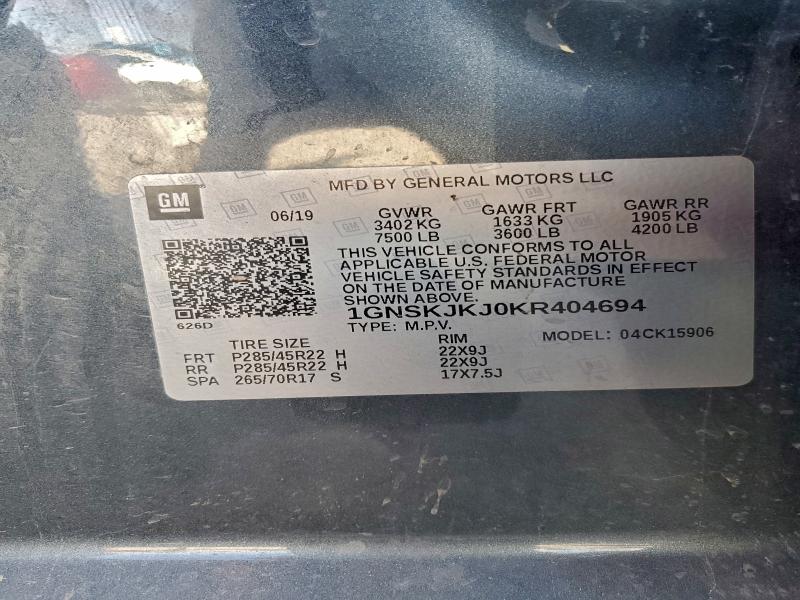 MFD BY GENERAL MOTORS LLC
GM
06/19
GVWR GAWR FRT GAWR RR
3402 KG 1633 KG 1905 KG
7500 LB 3600 LB 4200 LB
THIS VEHICLE CONFORMS TO ALL
APPLICABLE U.S. FEDERAL MOTOR
VEHICLE SAFETY STANDARDS IN EFFECT
ON THE DATE OF MANUFACTURE
SHOWN ABOVE.
1GNSKJKJ0KR404694
626D
TYPE: M.P.V. MODEL: 04CK15906
TIRE SIZE RIM
FRT P285/45R22 H 22X9J
RR P285/45R22 H 22X9J
SPA 265/70R17 S 17X7.5J